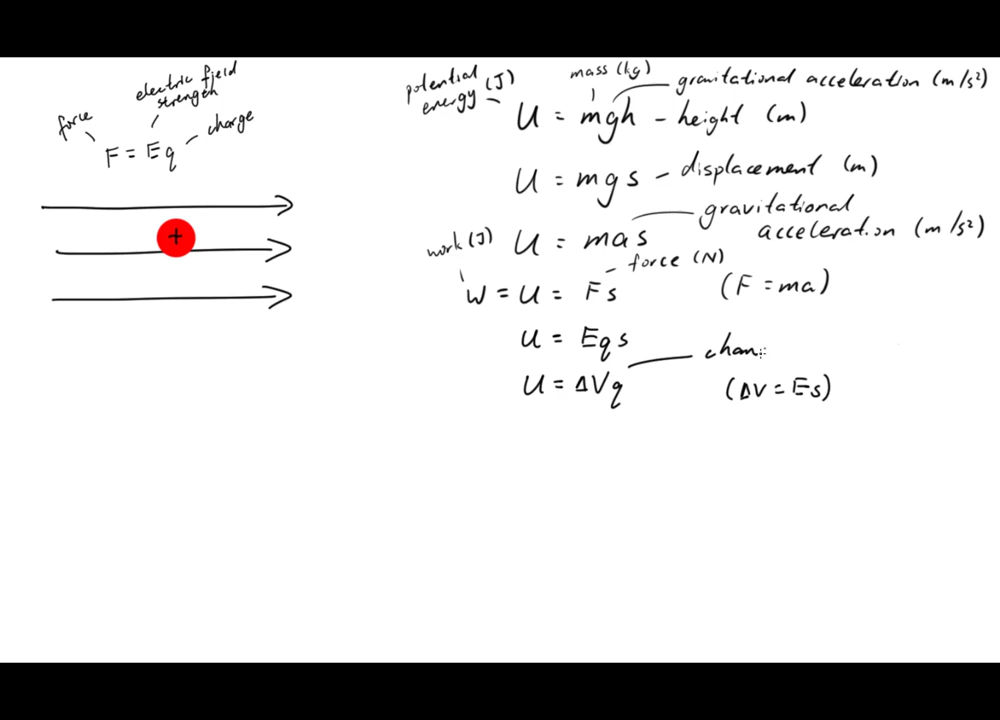 force
electric field
strength
charge
F = Eq
+
potential
energy (J)
mass (kg)
gravitational acceleration (m/s²)
U = mgh - height (m)
U = mgs - displacement (m)
gravitational
acceleration (m/s²)
work (J)
U = mas
force (N)
W = U = Fs (F = ma)
U = Eqs
U = ΔVq
(ΔV = Es)